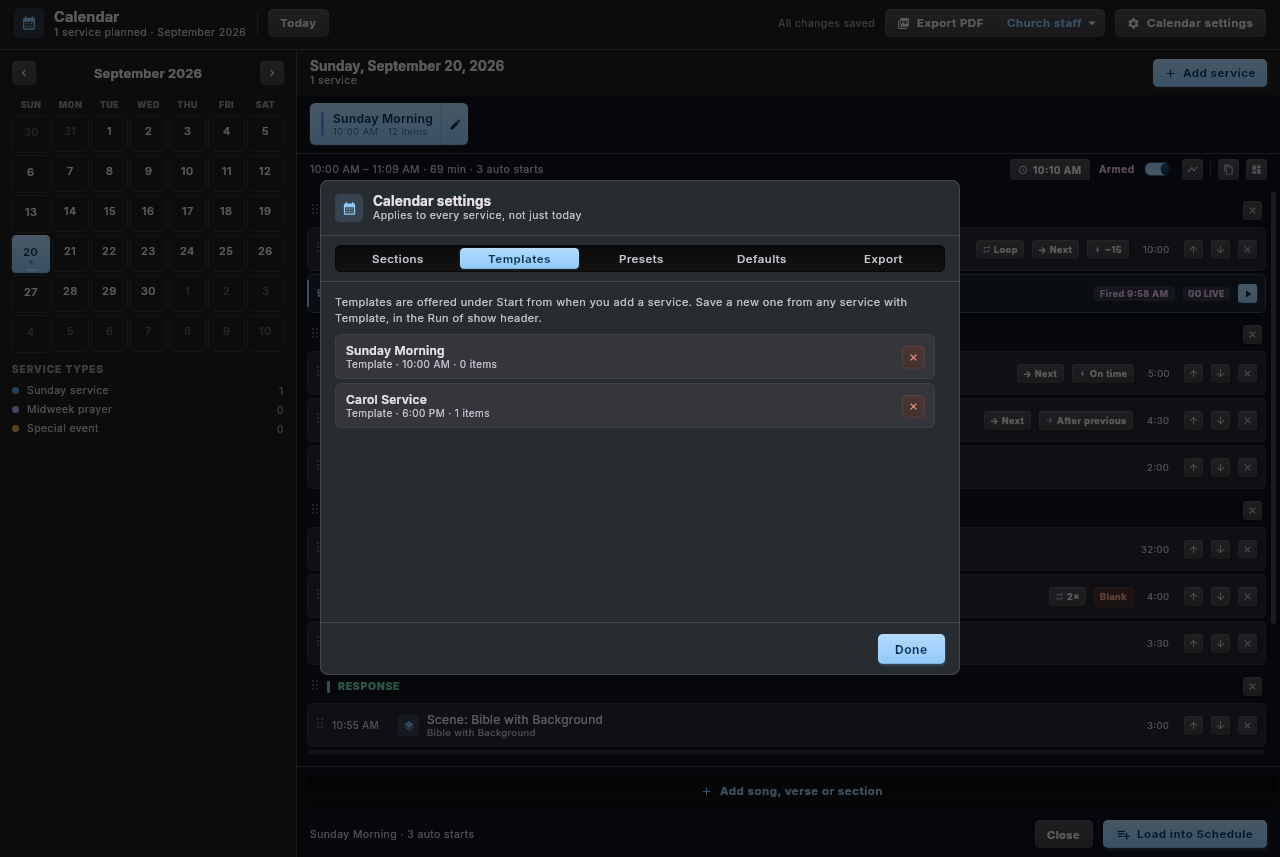 Calendar
1 service planned · September 2026
Today
All changes saved
Export PDF
Church staff
Calendar settings
September 2026
SUN MON TUE WED THU FRI SAT
30 31 1 2 3 4 5
6 7 8 9 10 11 12
13 14 15 16 17 18 19
20 21 22 23 24 25 26
27 28 29 30 1 2 3
4 5 6 7 8 9 10
SERVICE TYPES
Sunday service 1
Midweek prayer 0
Special event 0
Sunday, September 20, 2026
1 service
Add service
Sunday Morning
10:00 AM · 12 items
10:00 AM – 11:09 AM · 69 min · 3 auto starts
10:10 AM
Armed
Calendar settings
Applies to every service, not just today
Sections Templates Presets Defaults Export
Templates are offered under Start from when you add a service. Save a new one from any service with
Template, in the Run of show header.
Sunday Morning
Template · 10:00 AM · 0 items
Carol Service
Template · 6:00 PM · 1 items
Done
Loop Next −15 10:00
Fired 9:58 AM GO LIVE
Next On time 5:00
Next After previous 4:30
2:00
32:00
2× Blank 4:00
3:30
RESPONSE
10:55 AM
Scene: Bible with Background
Bible with Background
3:00
Add song, verse or section
Sunday Morning · 3 auto starts
Close
Load into Schedule